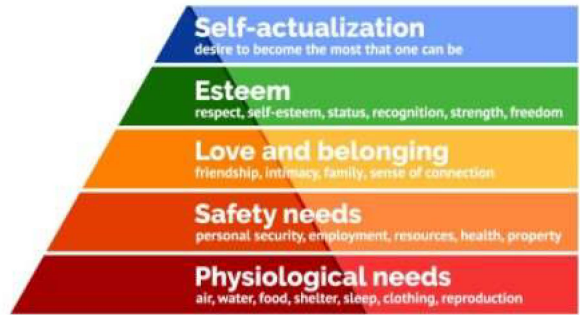 Self-actualization
desire to become the most that one can be
Esteem
respect, self-esteem, status, recognition, strength, freedom
Love and belonging
friendship, intimacy, family, sense of connection
Safety needs
personal security, employment, resources, health, property
Physiological needs
air, water, food, shelter, sleep, clothing, reproduction